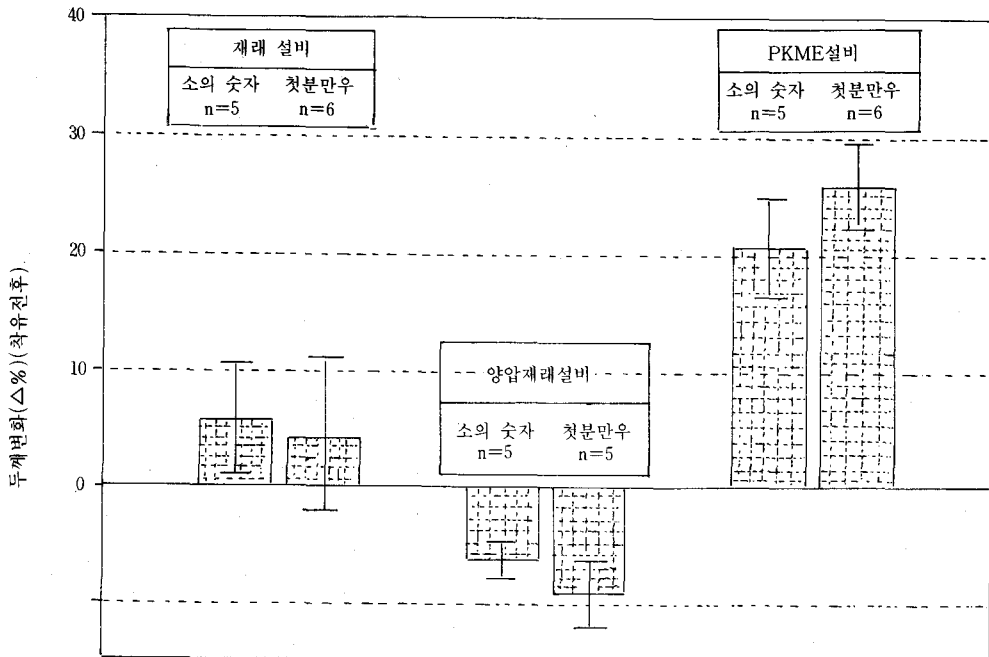 40
30
20
10
0
두께변화(△%)(착유전후)
재래 설비
소의 숫자 첫분만우
n=5 n=6
양압재래설비
소의 숫자 첫분만우
n=5 n=5
PKME설비
소의 숫자 첫분만우
n=5 n=6